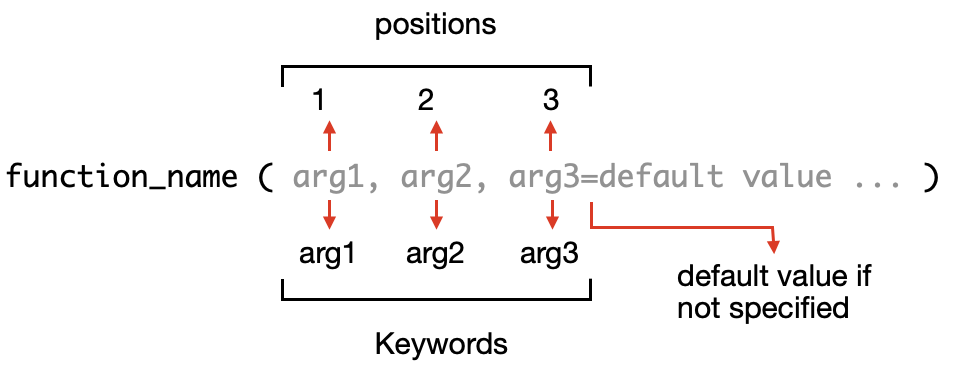 positions
1 2 3
function_name ( arg1, arg2, arg3=default value ... )
arg1 arg2 arg3
default value if
not specified
Keywords